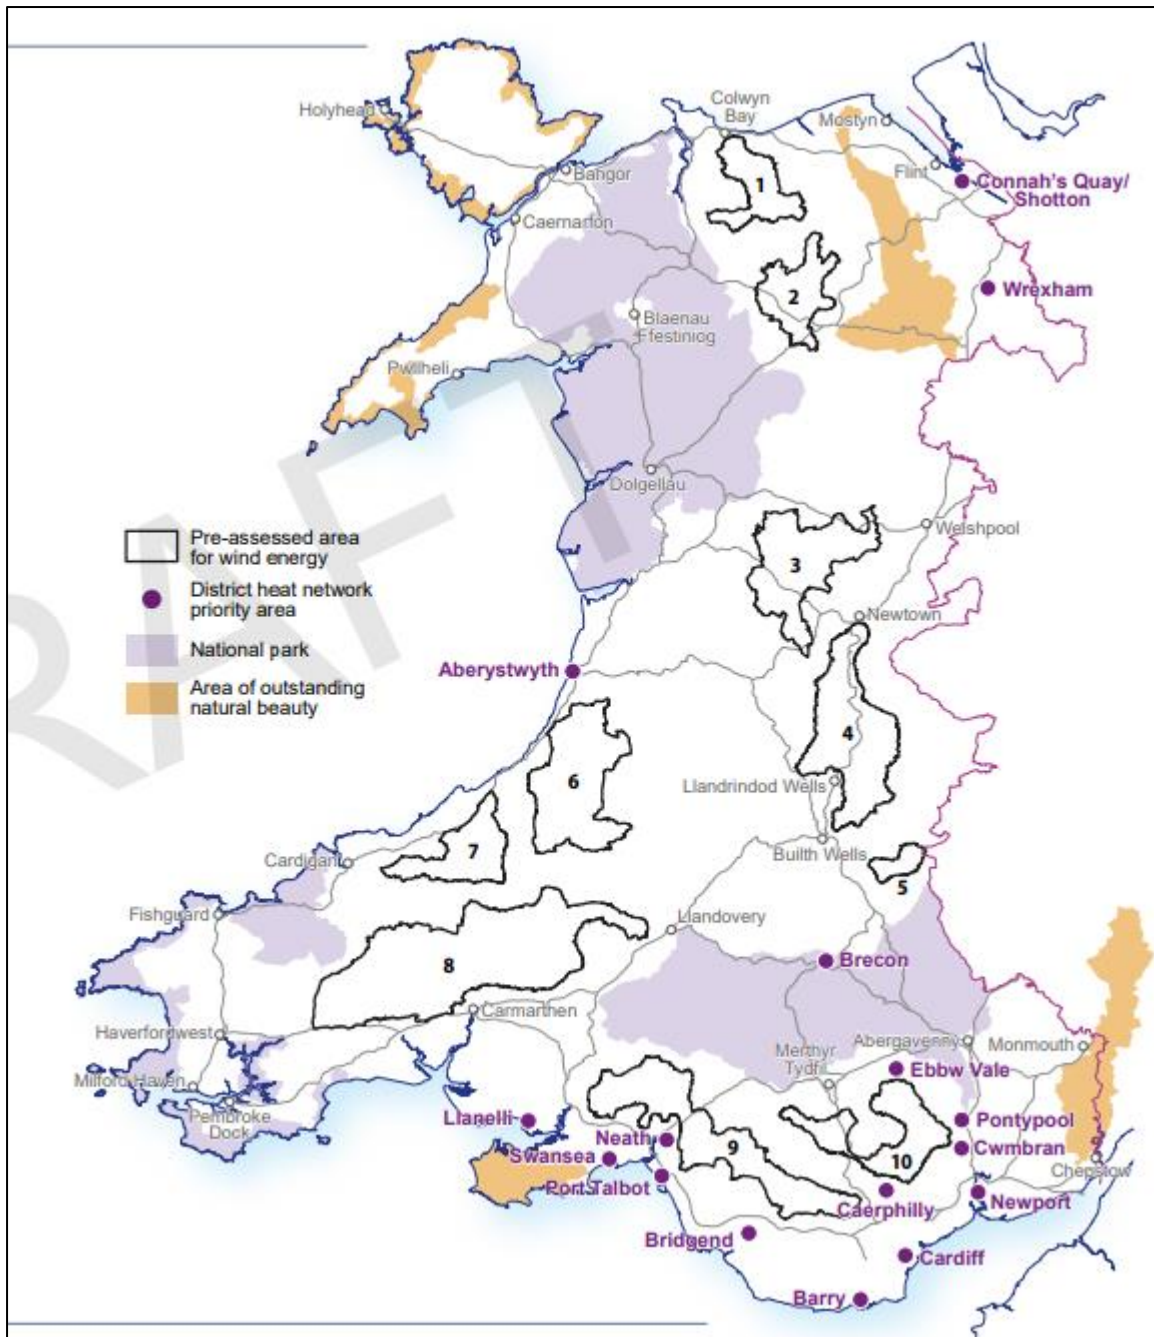 Colwyn
Bay
Holyhead
Mostyn
Bangor
Flint
Connah's Quay/
Shotton
1
Caernarfon
Wrexham
2
Blaenau
Ffestiniog
Pwllheli
Dolgellau
Pre-assessed area
for wind energy
District heat network
priority area
National park
Area of outstanding
natural beauty
Welshpool
3
Newtown
Aberystwyth
4
6
Llandrindod Wells
7
Builth Wells
Cardigan
5
Fishguard
Llandovery
8
Brecon
Carmarthen
Haverfordwest
Abergavenny
Monmouth
Merthyr
Tydfil
Ebbw Vale
Milford Haven
Pembroke
Dock
Llanelli
Pontypool
Neath
Cwmbran
9
Swansea
10
Chepstow
Port Talbot
Caerphilly
Newport
Bridgend
Cardiff
Barry
RAFT